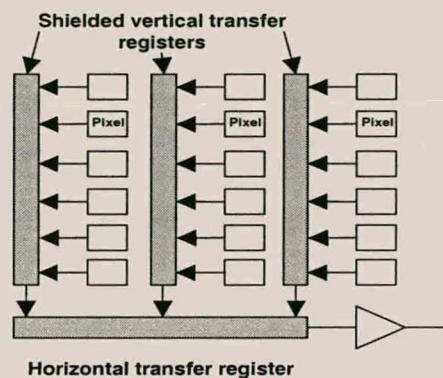 Shielded vertical transfer
registers
Pixel Pixel Pixel
Horizontal transfer register